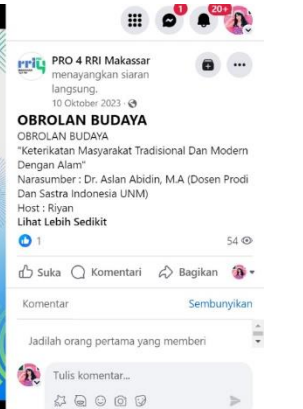 1
20+
rri
PRO 4 RRI Makassar
menayangkan siaran
langsung.
10 Oktober 2023 ·
OBROLAN BUDAYA
OBROLAN BUDAYA
"Keterikatan Masyarakat Tradisional Dan Modern
Dengan Alam"
Narasumber : Dr. Aslan Abidin, M.A (Dosen Prodi
Dan Sastra Indonesia UNM)
Host : Riyan
Lihat Lebih Sedikit
1 54
Suka Komentari Bagikan
Komentar Sembunyikan
Jadilah orang pertama yang memberi
Tulis komentar...